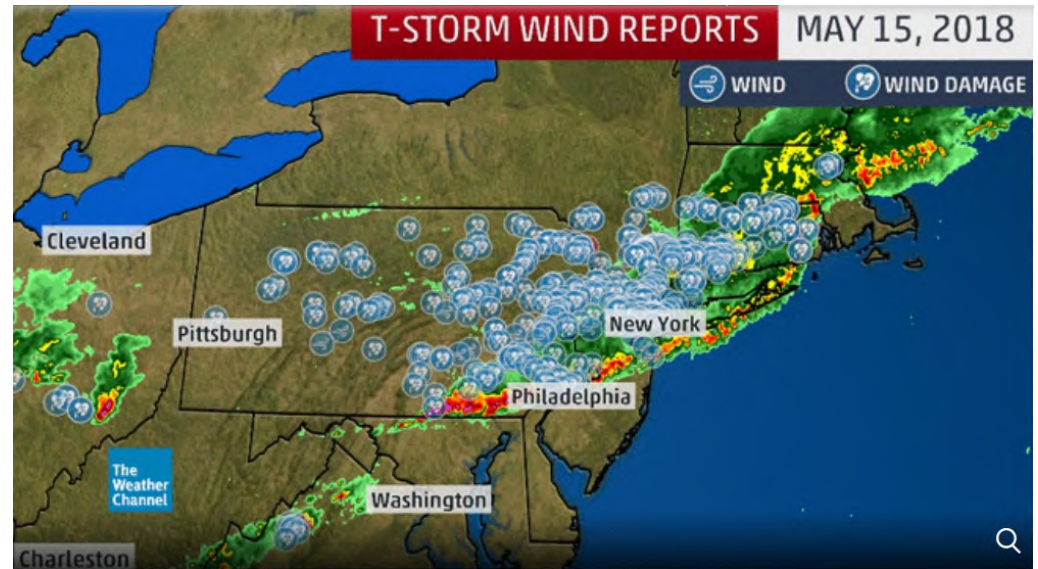 T-STORM WIND REPORTS
MAY 15, 2018
WIND
WIND DAMAGE
Cleveland
Pittsburgh
New York
Philadelphia
The
Weather
Channel
Washington
Charleston